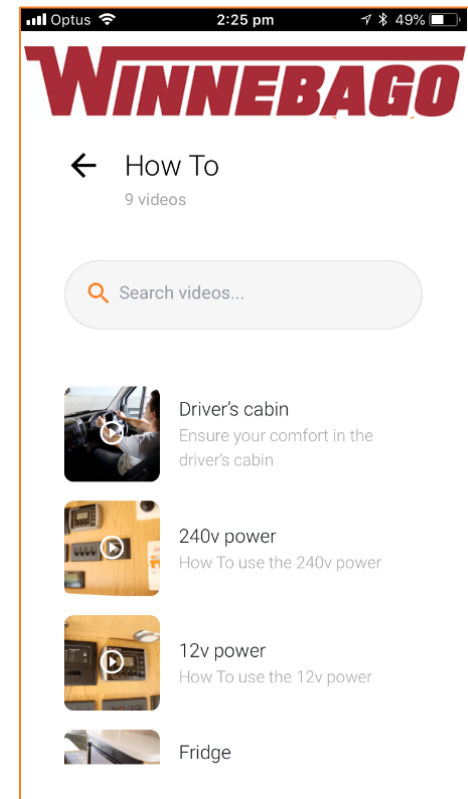 Optus 2:25 pm 49%
WINNEBAGO
How To
9 videos
Search videos...
Driver's cabin
Ensure your comfort in the
driver's cabin
240v power
How To use the 240v power
12v power
How To use the 12v power
Fridge